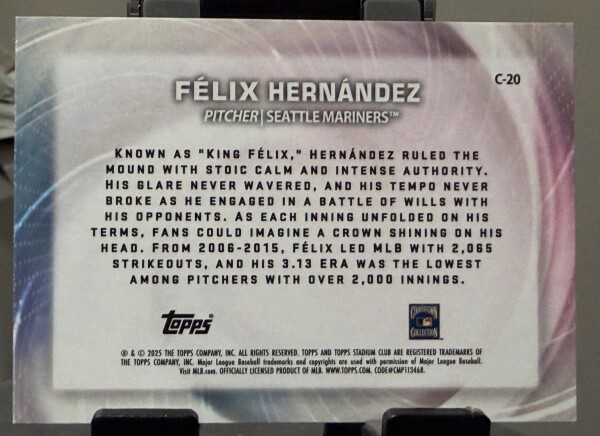 C-20
FÉLIX HERNÁNDEZ
PITCHER | SEATTLE MARINERS™
KNOWN AS "KING FÉLIX," HERNÁNDEZ RULED THE
MOUND WITH STOIC CALM AND INTENSE AUTHORITY.
HIS GLARE NEVER WAVERED, AND HIS TEMPO NEVER
BROKE AS HE ENGAGED IN A BATTLE OF WILLS WITH
HIS OPPONENTS. AS EACH INNING UNFOLDED ON HIS
TERMS, FANS COULD IMAGINE A CROWN SHINING ON HIS
HEAD. FROM 2006-2015, FÉLIX LED MLB WITH 2,065
STRIKEOUTS, AND HIS 3.13 ERA WAS THE LOWEST
AMONG PITCHERS WITH OVER 2,000 INNINGS.
Topps
COOPERSTOWN
COLLECTION
® & © 2025 THE TOPPS COMPANY, INC. ALL RIGHTS RESERVED. TOPPS AND TOPPS STADIUM CLUB ARE REGISTERED TRADEMARKS OF
THE TOPPS COMPANY, INC. Major League Baseball trademarks and copyrights are used with permission of Major League Baseball.
Visit MLB.com. OFFICIALLY LICENSED PRODUCT OF MLB. WWW.TOPPS.COM. CODE#CMP113468.